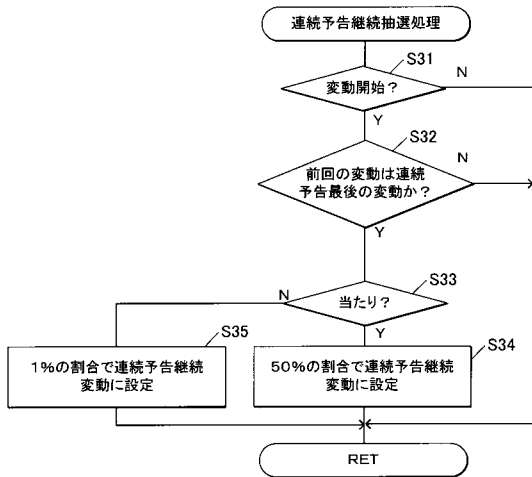 連続予告継続抽選処理
S31
変動開始？
N
Y
S32
前回の変動は連続
予告最後の変動か？
N
Y
S33
当たり？
N
Y
S35
1％の割合で連続予告継続
変動に設定
S34
50％の割合で連続予告継続
変動に設定
RET